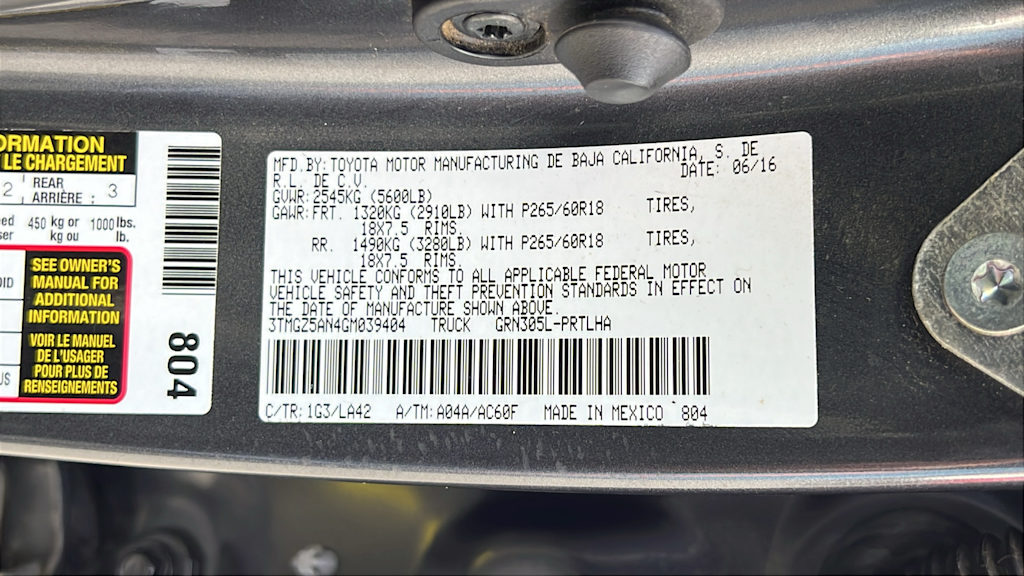 ORMATION
LE CHARGEMENT
2 REAR ARRIÈRE : 3
450 kg or kg ou 1000 lbs. lb.
SEE OWNER'S
MANUAL FOR
ADDITIONAL
INFORMATION
VOIR LE MANUEL
DE L'USAGER
POUR PLUS DE
RENSEIGNEMENTS
804
MFD.BY:TOYOTA MOTOR MANUFACTURING DE BAJA CALIFORNIA, S. DE
R.L. DE C.V. DATE: 06/16
GVWR:2545KG (5600LB)
GAWR:FRT. 1320KG (2910LB) WITH P265/60R18 TIRES,
18X7.5 RIMS.
RR. 1490KG (3280LB) WITH P265/60R18 TIRES,
18X7.5 RIMS.
THIS VEHICLE CONFORMS TO ALL APPLICABLE FEDERAL MOTOR
VEHICLE SAFETY AND THEFT PREVENTION STANDARDS IN EFFECT ON
THE DATE OF MANUFACTURE SHOWN ABOVE.
3TMGZ5AN4GM039404 TRUCK GRN305L-PRTLHA
C/TR:1G3/LA42 A/TM:A04A/AC60F MADE IN MEXICO 804